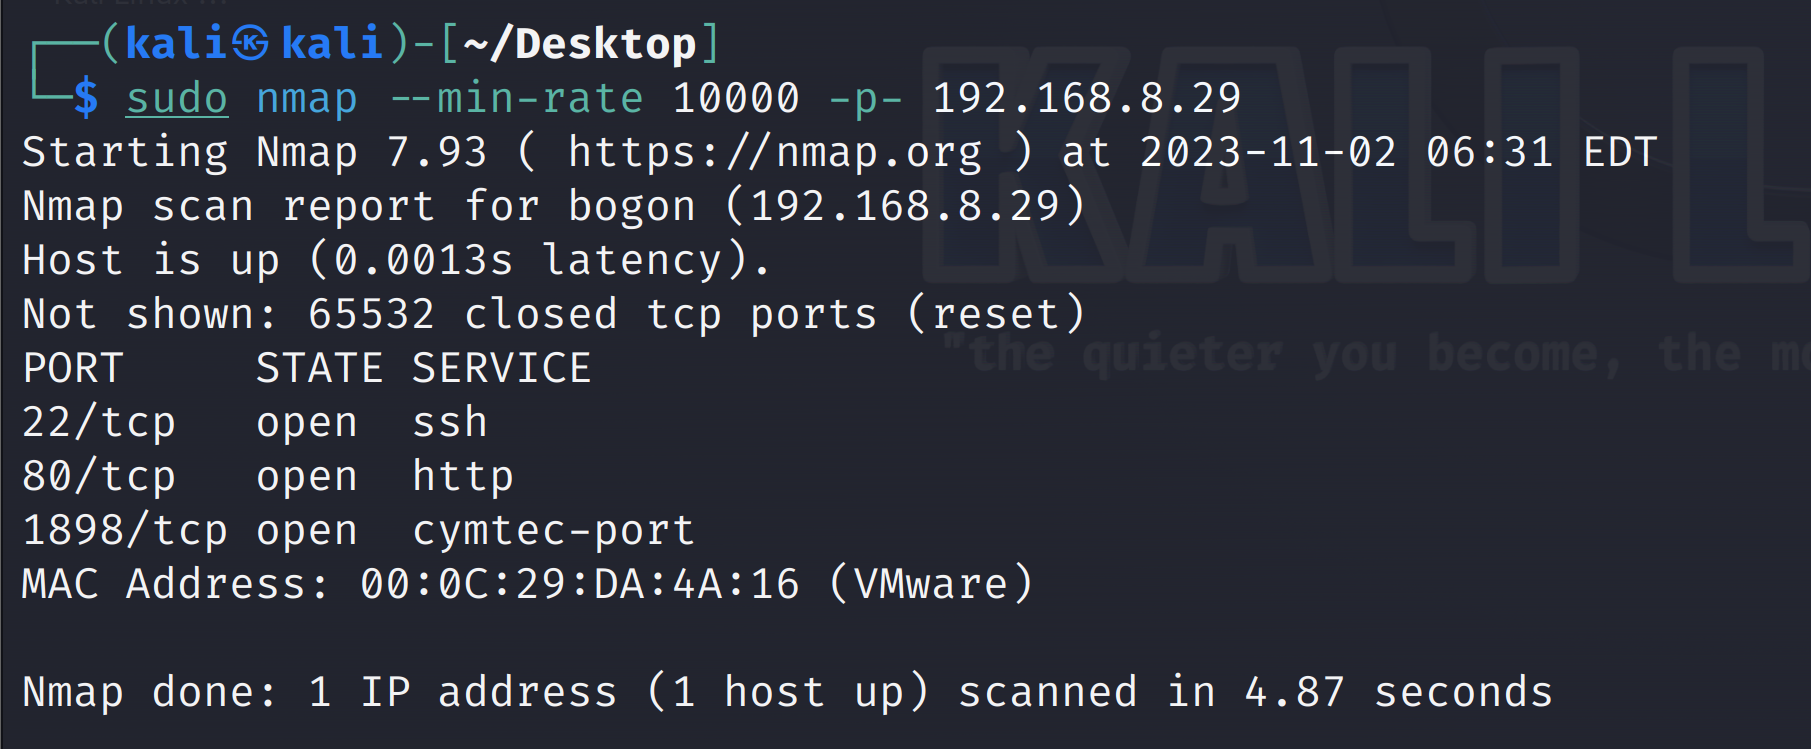 Kali Linux
(kali㉿kali)-[~/Desktop]
$ sudo nmap --min-rate 10000 -p- 192.168.8.29
Starting Nmap 7.93 ( https://nmap.org ) at 2023-11-02 06:31 EDT
Nmap scan report for bogon (192.168.8.29)
Host is up (0.0013s latency).
Not shown: 65532 closed tcp ports (reset)
PORT     STATE SERVICE
22/tcp   open  ssh
80/tcp   open  http
1898/tcp open  cymtec-port
MAC Address: 00:0C:29:DA:4A:16 (VMware)
Nmap done: 1 IP address (1 host up) scanned in 4.87 seconds
KALI L
"the quieter you become, the